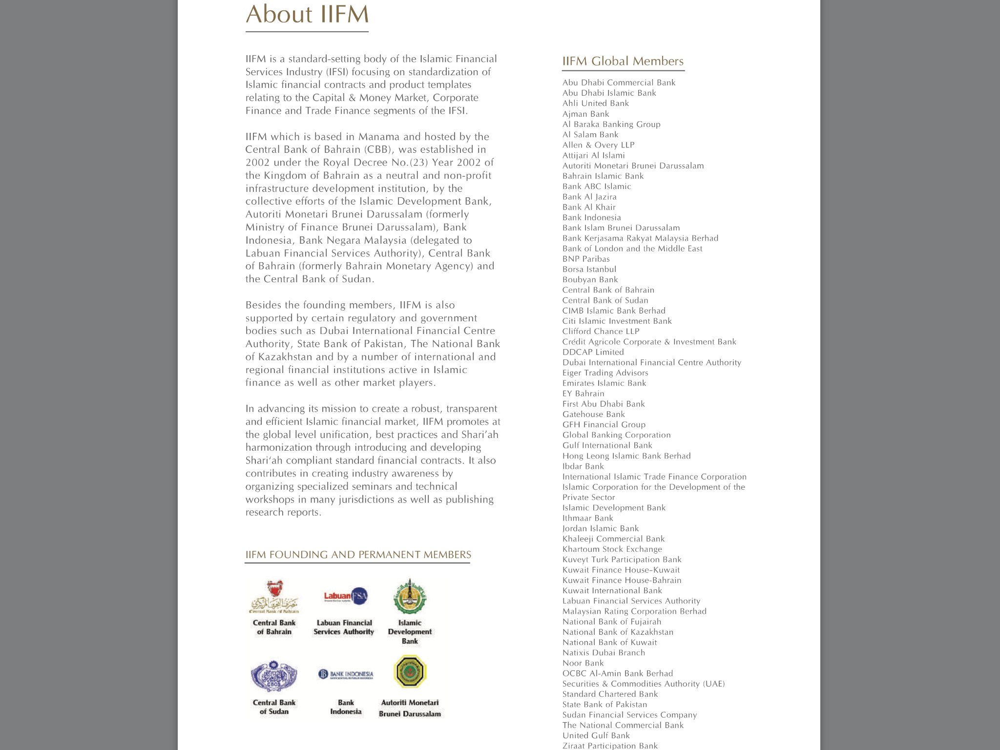 About IIFM
IIFM is a standard-setting body of the Islamic Financial
Services Industry (IFSI) focusing on standardization of
Islamic financial contracts and product templates
relating to the Capital & Money Market, Corporate
Finance and Trade Finance segments of the IFSI.
IIFM which is based in Manama and hosted by the
Central Bank of Bahrain (CBB), was established in
2002 under the Royal Decree No.(23) Year 2002 of
the Kingdom of Bahrain as a neutral and non-profit
infrastructure development institution, by the
collective efforts of the Islamic Development Bank,
Autoriti Monetari Brunei Darussalam (formerly
Ministry of Finance Brunei Darussalam), Bank
Indonesia, Bank Negara Malaysia (delegated to
Labuan Financial Services Authority), Central Bank
of Bahrain (formerly Bahrain Monetary Agency) and
the Central Bank of Sudan.
Besides the founding members, IIFM is also
supported by certain regulatory and government
bodies such as Dubai International Financial Centre
Authority, State Bank of Pakistan, The National Bank
of Kazakhstan and by a number of international and
regional financial institutions active in Islamic
finance as well as other market players.
In advancing its mission to create a robust, transparent
and efficient Islamic financial market, IIFM promotes at
the global level unification, best practices and Shari’ah
harmonization through introducing and developing
Shari‘ah compliant standard financial contracts. It also
contributes in creating industry awareness by
organizing specialized seminars and technical
workshops in many jurisdictions as well as publishing
research reports.
IIFM FOUNDING AND PERMANENT MEMBERS
مصرف البحرين المركزي
Central Bank of Bahrain
Labuan FSA
Central Bank
of Bahrain
Labuan Financial
Services Authority
Islamic
Development
Bank
CBOS
BANK INDONESIA
Central Bank
of Sudan
Bank
Indonesia
Autoriti Monetari
Brunei Darussalam
IIFM Global Members
Abu Dhabi Commercial Bank
Abu Dhabi Islamic Bank
Ahli United Bank
Ajman Bank
Al Baraka Banking Group
Al Salam Bank
Allen & Overy LLP
Attijari Al Islami
Autoriti Monetari Brunei Darussalam
Bahrain Islamic Bank
Bank ABC Islamic
Bank Al Jazira
Bank Al Khair
Bank Indonesia
Bank Islam Brunei Darussalam
Bank Kerjasama Rakyat Malaysia Berhad
Bank of London and the Middle East
BNP Paribas
Borsa Istanbul
Boubyan Bank
Central Bank of Bahrain
Central Bank of Sudan
CIMB Islamic Bank Berhad
Citi Islamic Investment Bank
Clifford Chance LLP
Crédit Agricole Corporate & Investment Bank
DDCAP Limited
Dubai International Financial Centre Authority
Eiger Trading Advisors
Emirates Islamic Bank
EY Bahrain
First Abu Dhabi Bank
Gatehouse Bank
GFH Financial Group
Global Banking Corporation
Gulf International Bank
Hong Leong Islamic Bank Berhad
Ibdar Bank
International Islamic Trade Finance Corporation
Islamic Corporation for the Development of the
Private Sector
Islamic Development Bank
Ithmaar Bank
Jordan Islamic Bank
Khaleeji Commercial Bank
Khartoum Stock Exchange
Kuveyt Turk Participation Bank
Kuwait Finance House–Kuwait
Kuwait Finance House-Bahrain
Kuwait International Bank
Labuan Financial Services Authority
Malaysian Rating Corporation Berhad
National Bank of Fujairah
National Bank of Kazakhstan
National Bank of Kuwait
Natixis Dubai Branch
Noor Bank
OCBC Al-Amin Bank Berhad
Securities & Commodities Authority (UAE)
Standard Chartered Bank
State Bank of Pakistan
Sudan Financial Services Company
The National Commercial Bank
United Gulf Bank
Ziraat Participation Bank